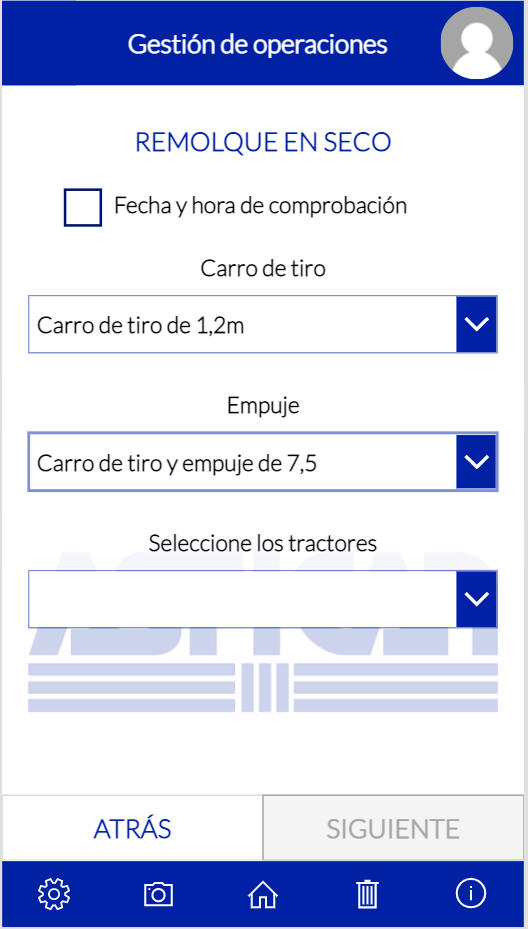 Gestión de operaciones
REMOLQUE EN SECO
Fecha y hora de comprobación
Carro de tiro
Carro de tiro de 1,2m
Empuje
Carro de tiro y empuje de 7,5
Seleccione los tractores
ATRÁS
SIGUIENTE